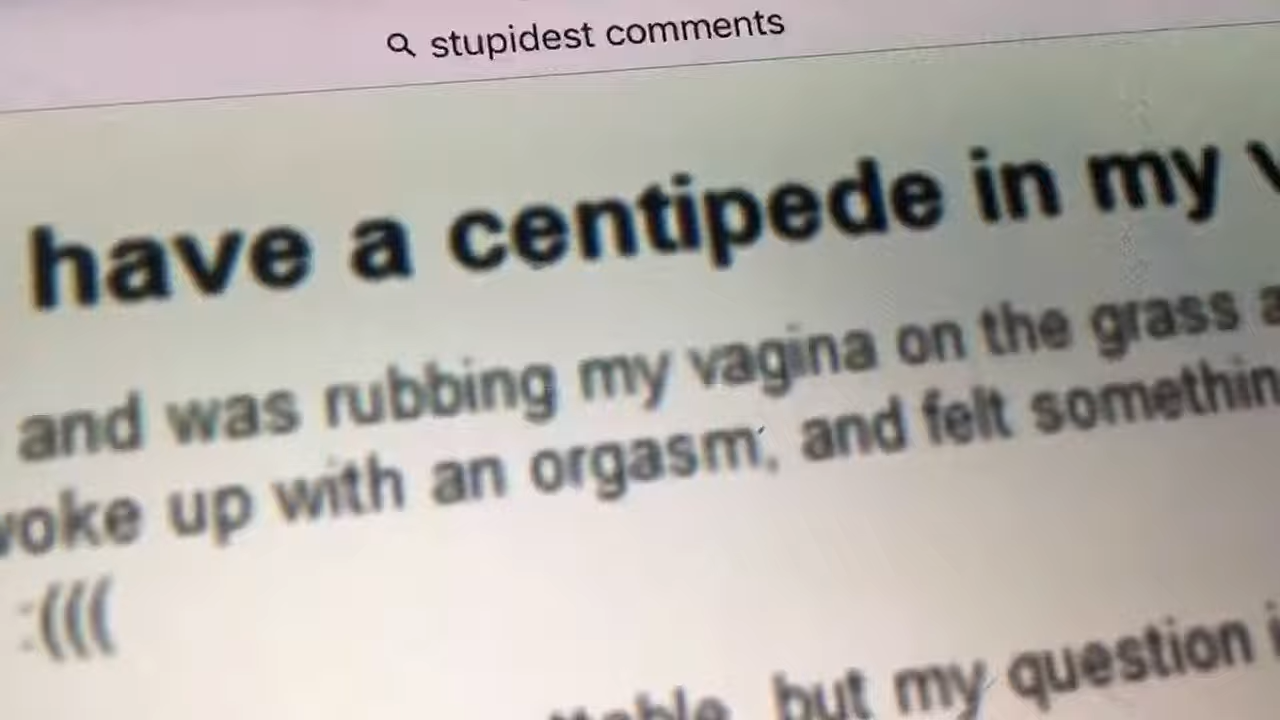 stupidest comments
have a centipede in my
and was rubbing my vagina on the grass
woke up with an orgasm, and felt
:(((
but my question